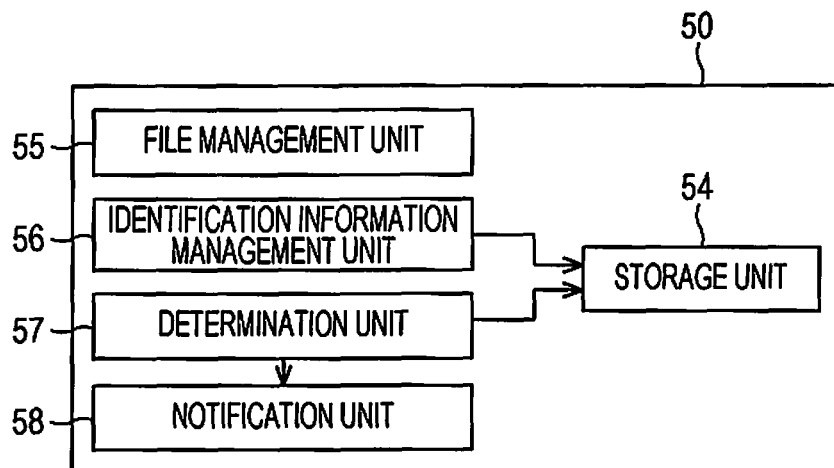 50
55
FILE MANAGEMENT UNIT
56
IDENTIFICATION INFORMATION
MANAGEMENT UNIT
54
STORAGE UNIT
57
DETERMINATION UNIT
58
NOTIFICATION UNIT